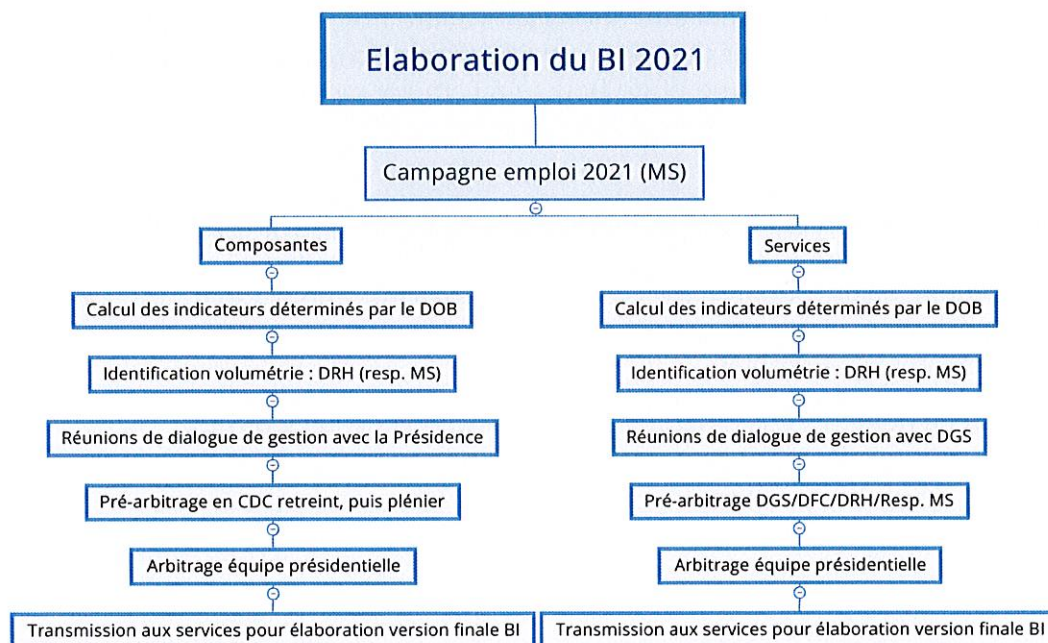 Elaboration du BI 2021
Campagne emploi 2021 (MS)
Composantes
Calcul des indicateurs déterminés par le DOB
Identification volumétrie : DRH (resp. MS)
Réunions de dialogue de gestion avec la Présidence
Pré-arbitrage en CDC retreint, puis plénier
Arbitrage équipe présidentielle
Transmission aux services pour élaboration version finale BI
Services
Calcul des indicateurs déterminés par le DOB
Identification volumétrie : DRH (resp. MS)
Réunions de dialogue de gestion avec DGS
Pré-arbitrage DGS/DFC/DRH/Resp. MS
Arbitrage équipe présidentielle
Transmission aux services pour élaboration version finale BI